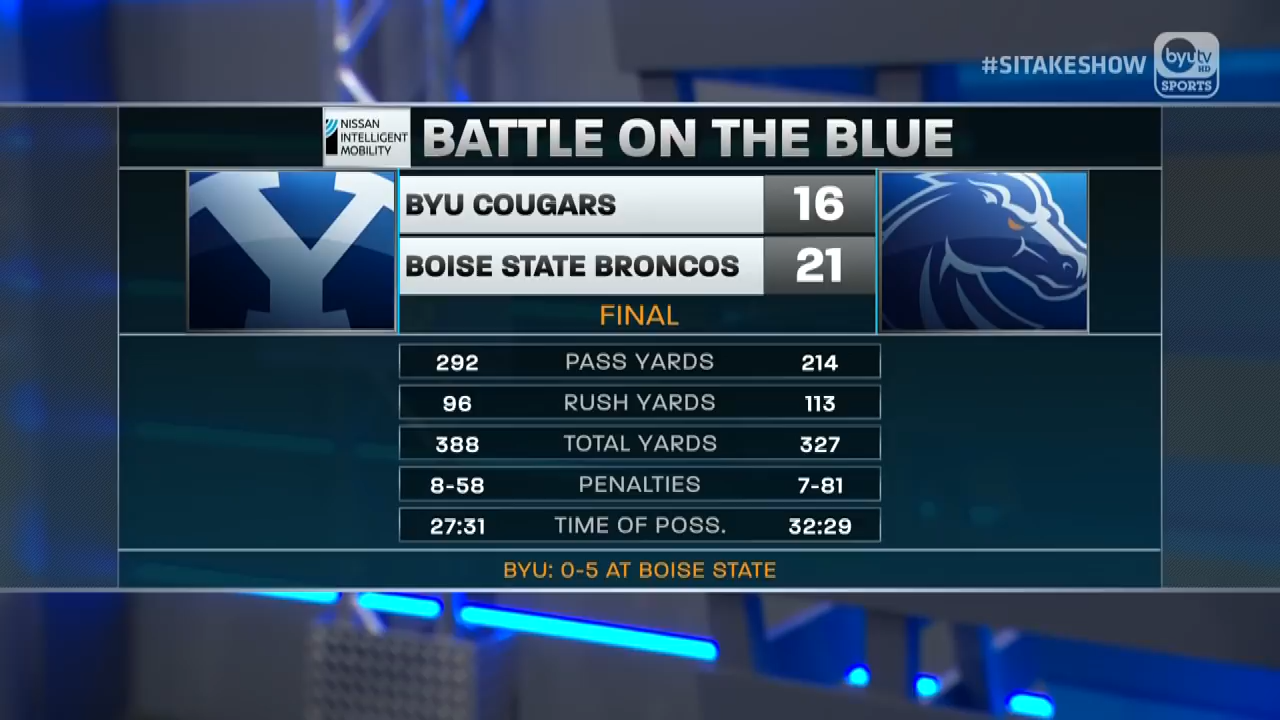 #SITAKESHOW
byutv
HD
SPORTS
NISSAN
INTELLIGENT
MOBILITY
BATTLE ON THE BLUE
BYU COUGARS 16
BOISE STATE BRONCOS 21
FINAL
292 PASS YARDS 214
96 RUSH YARDS 113
388 TOTAL YARDS 327
8-58 PENALTIES 7-81
27:31 TIME OF POSS. 32:29
BYU: 0-5 AT BOISE STATE
Y